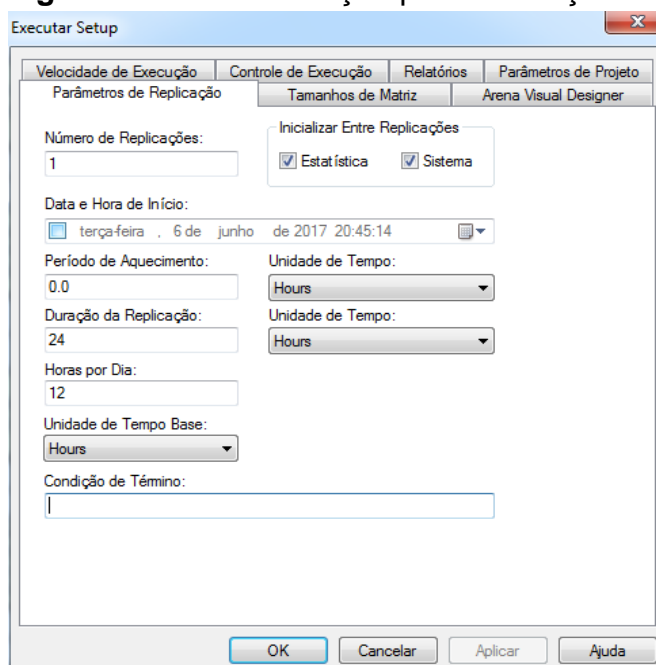 Executar Setup
Velocidade de Execução Controle de Execução Relatórios Parâmetros de Projeto
Parâmetros de Replicação Tamanhos de Matriz Arena Visual Designer
Número de Replicações:
1
Inicializar Entre Replicações
Estatística Sistema
Data e Hora de Início:
terça-feira , 6 de junho de 2017 20:45:14
Período de Aquecimento: Unidade de Tempo:
0.0 Hours
Duração da Replicação: Unidade de Tempo:
24 Hours
Horas por Dia:
12
Unidade de Tempo Base:
Hours
Condição de Término:
OK Cancelar Aplicar Ajuda